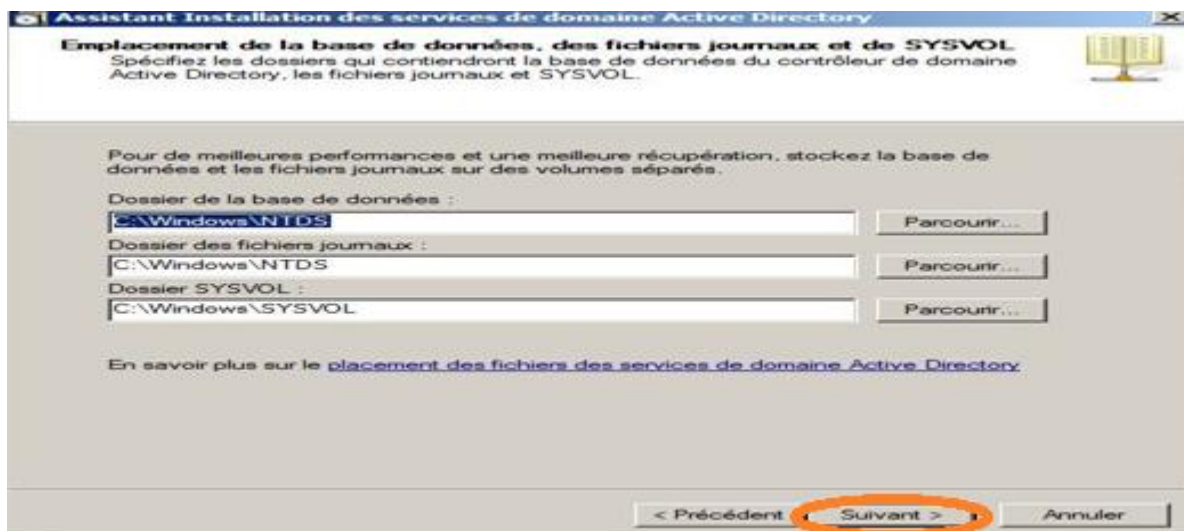 Assistant Installation des services de domaine Active Directory
Emplacement de la base de données, des fichiers journaux et de SYSVOL
Spécifiez les dossiers qui contiendront la base de données du contrôleur de domaine
Active Directory, les fichiers journaux et SYSVOL.
Pour de meilleures performances et une meilleure récupération, stockez la base de
données et les fichiers journaux sur des volumes séparés.
Dossier de la base de données :
C:\Windows\NTDS
Parcourir...
Dossier des fichiers journaux :
C:\Windows\NTDS
Parcourir...
Dossier SYSVOL :
C:\Windows\SYSVOL
Parcourir...
En savoir plus sur le placement des fichiers des services de domaine Active Directory
< Précédent
Suivant >
Annuler